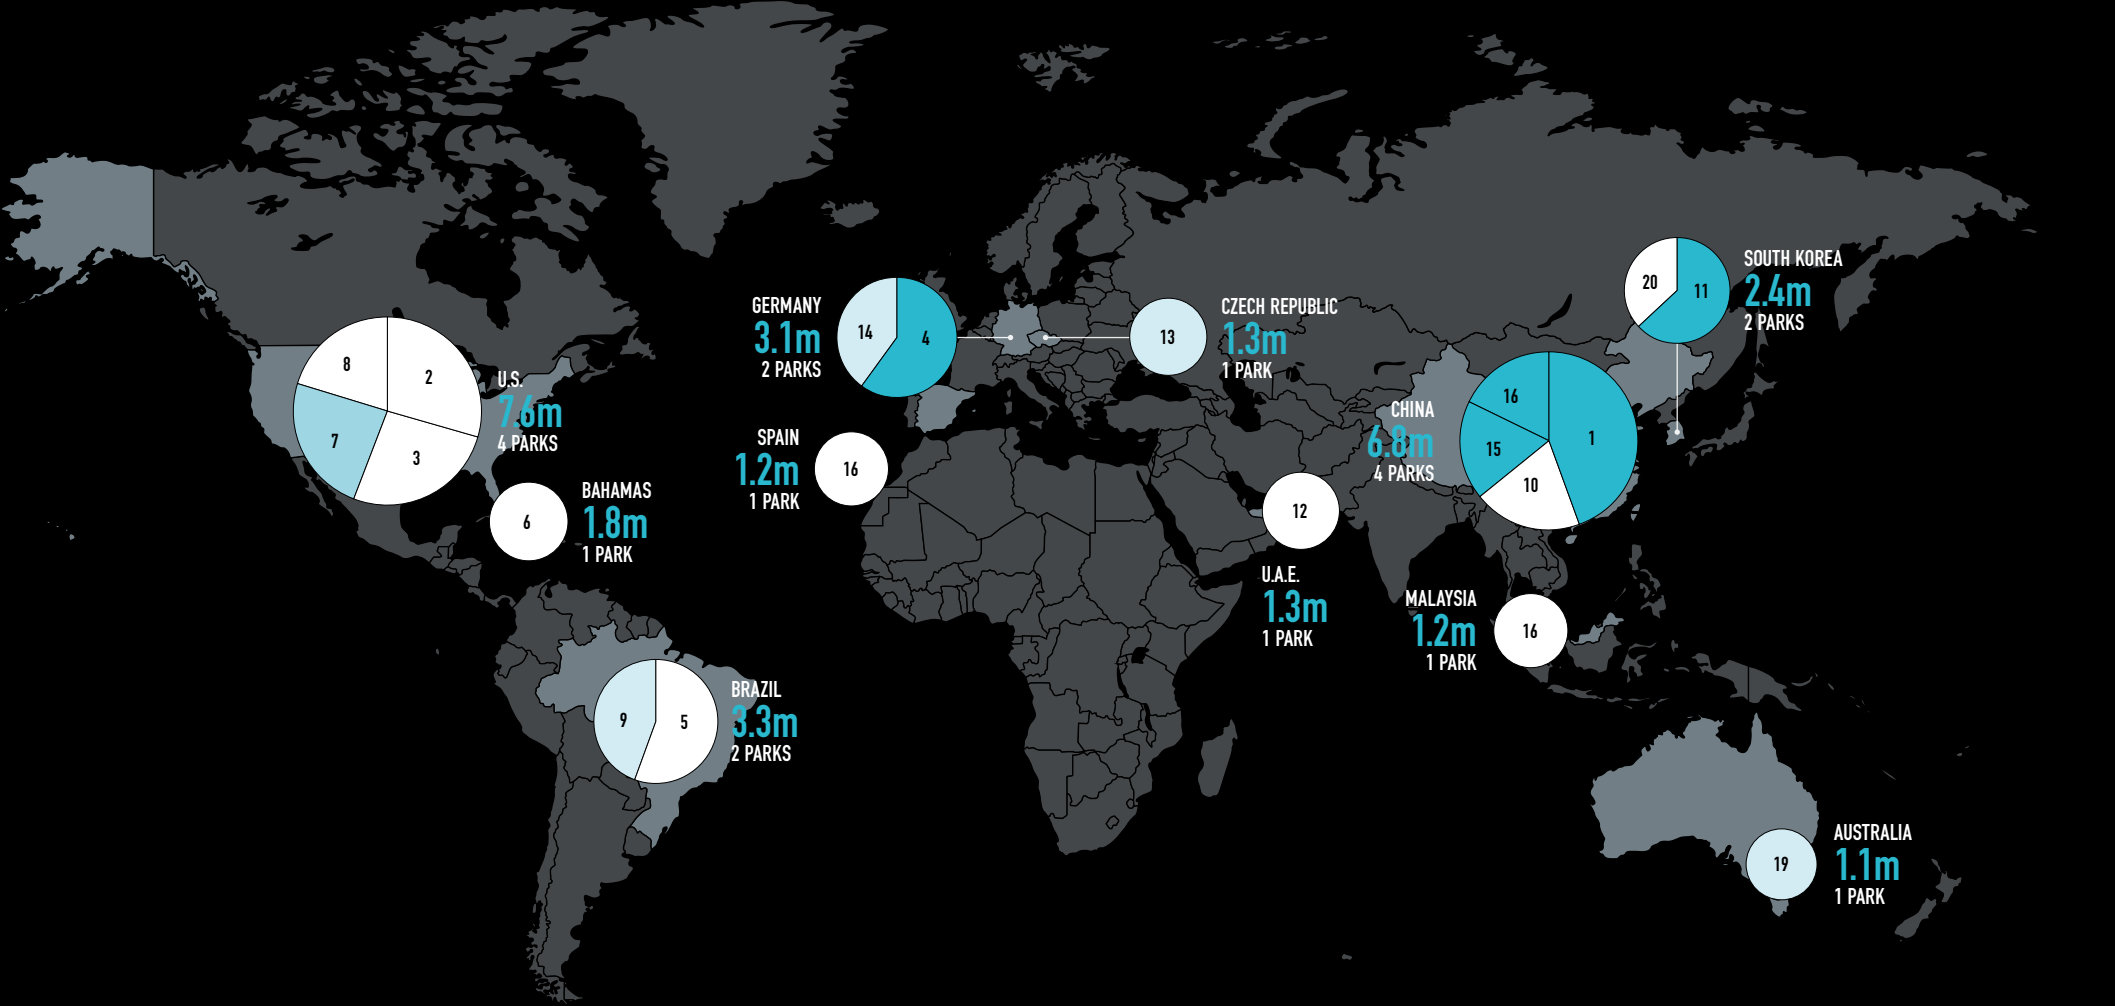 GERMANY
3.1m
2 PARKS
14
4
CZECH REPUBLIC
1.3m
1 PARK
13
SOUTH KOREA
2.4m
2 PARKS
20
11
U.S.
7.6m
4 PARKS
8
2
7
3
CHINA
6.8m
4 PARKS
16
1
15
10
SPAIN
1.2m
1 PARK
16
BAHAMAS
1.8m
1 PARK
6
12
U.A.E.
1.3m
1 PARK
MALAYSIA
1.2m
1 PARK
16
BRAZIL
3.3m
2 PARKS
9
5
AUSTRALIA
1.1m
1 PARK
19